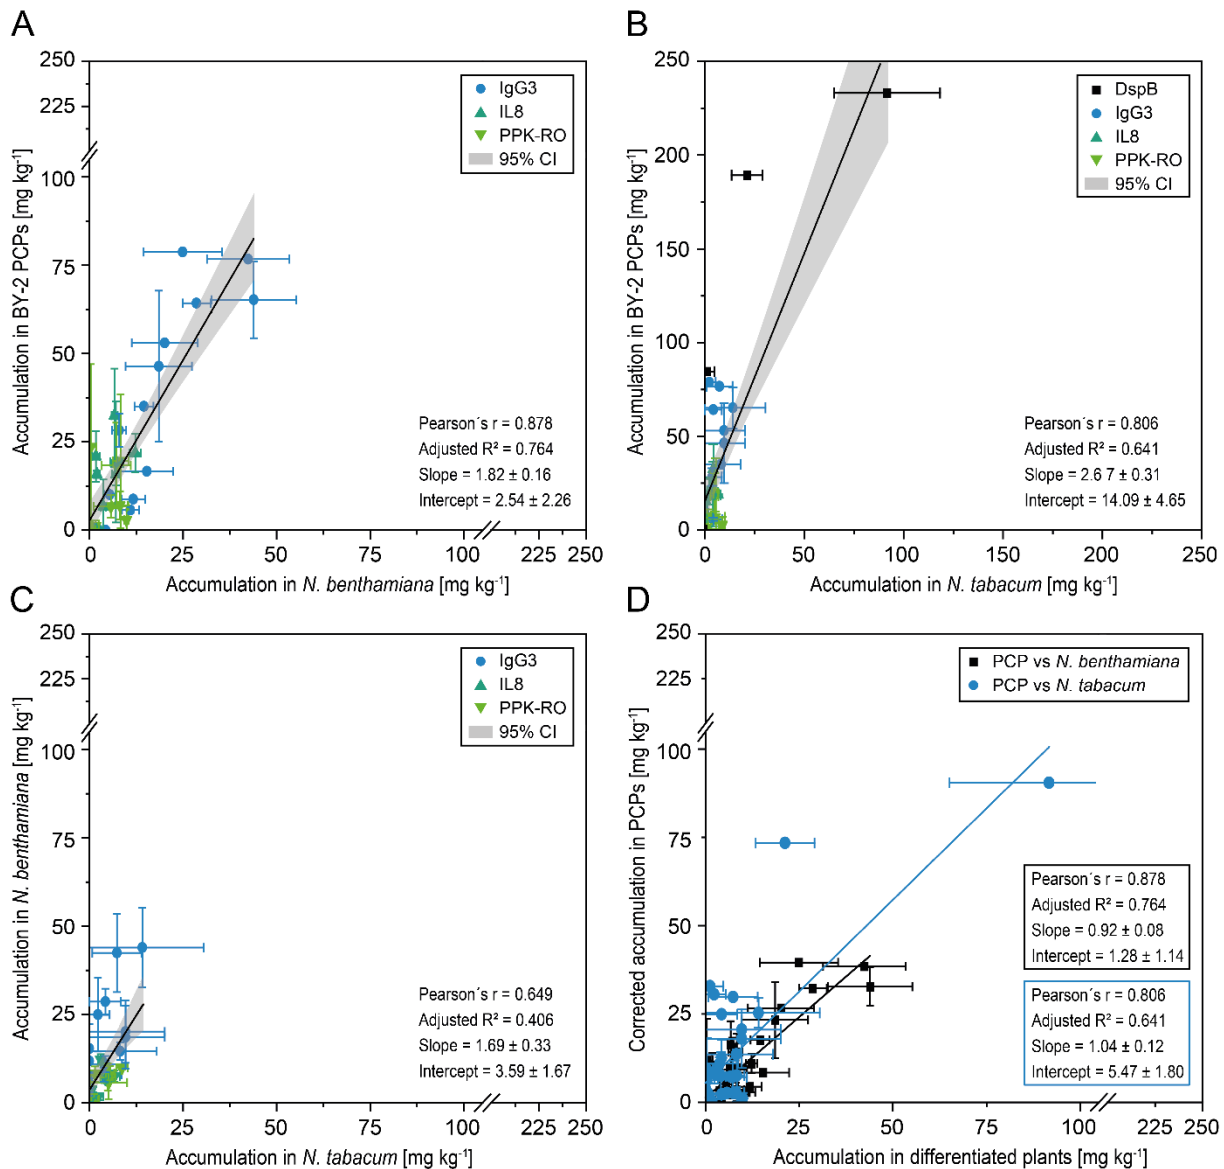 A
Accumulation in BY-2 PCPs [mg kg⁻¹]
250
225
100
75
50
25
0
IgG3
IL8
PPK-RO
95% CI
Pearson´s r = 0.878
Adjusted R² = 0.764
Slope = 1.82 ± 0.16
Intercept = 2.54 ± 2.26
0 25 50 75 100 225 250
Accumulation in N. benthamiana [mg kg⁻¹]
B
Accumulation in BY-2 PCPs [mg kg⁻¹]
250
200
150
100
50
0
DspB
IgG3
IL8
PPK-RO
95% CI
Pearson´s r = 0.806
Adjusted R² = 0.641
Slope = 2.6 7 ± 0.31
Intercept = 14.09 ± 4.65
0 50 100 150 200 250
Accumulation in N. tabacum [mg kg⁻¹]
C
Accumulation in N. benthamiana [mg kg⁻¹]
250
225
100
75
50
25
0
IgG3
IL8
PPK-RO
95% CI
Pearson´s r = 0.649
Adjusted R² = 0.406
Slope = 1.69 ± 0.33
Intercept = 3.59 ± 1.67
0 25 50 75 100 225 250
Accumulation in N. tabacum [mg kg⁻¹]
D
Corrected accumulation in PCPs [mg kg⁻¹]
250
225
100
75
50
25
0
PCP vs N. benthamiana
PCP vs N. tabacum
Pearson´s r = 0.878
Adjusted R² = 0.764
Slope = 0.92 ± 0.08
Intercept = 1.28 ± 1.14
Pearson´s r = 0.806
Adjusted R² = 0.641
Slope = 1.04 ± 0.12
Intercept = 5.47 ± 1.80
0 25 50 75 100 225 250
Accumulation in differentiated plants [mg kg⁻¹]